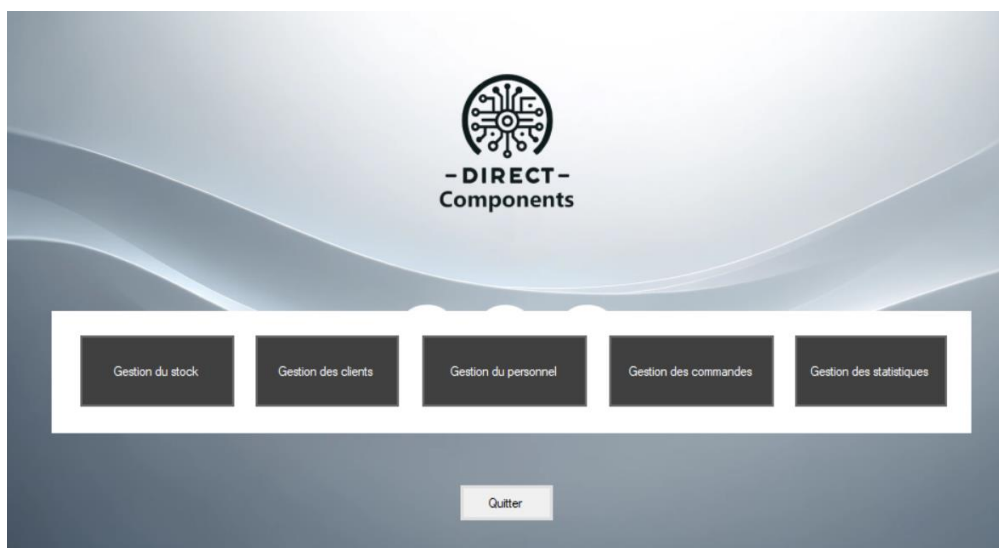 -DIRECT-
Components
Gestion du stock
Gestion des clients
Gestion du personnel
Gestion des commandes
Gestion des statistiques
Quitter